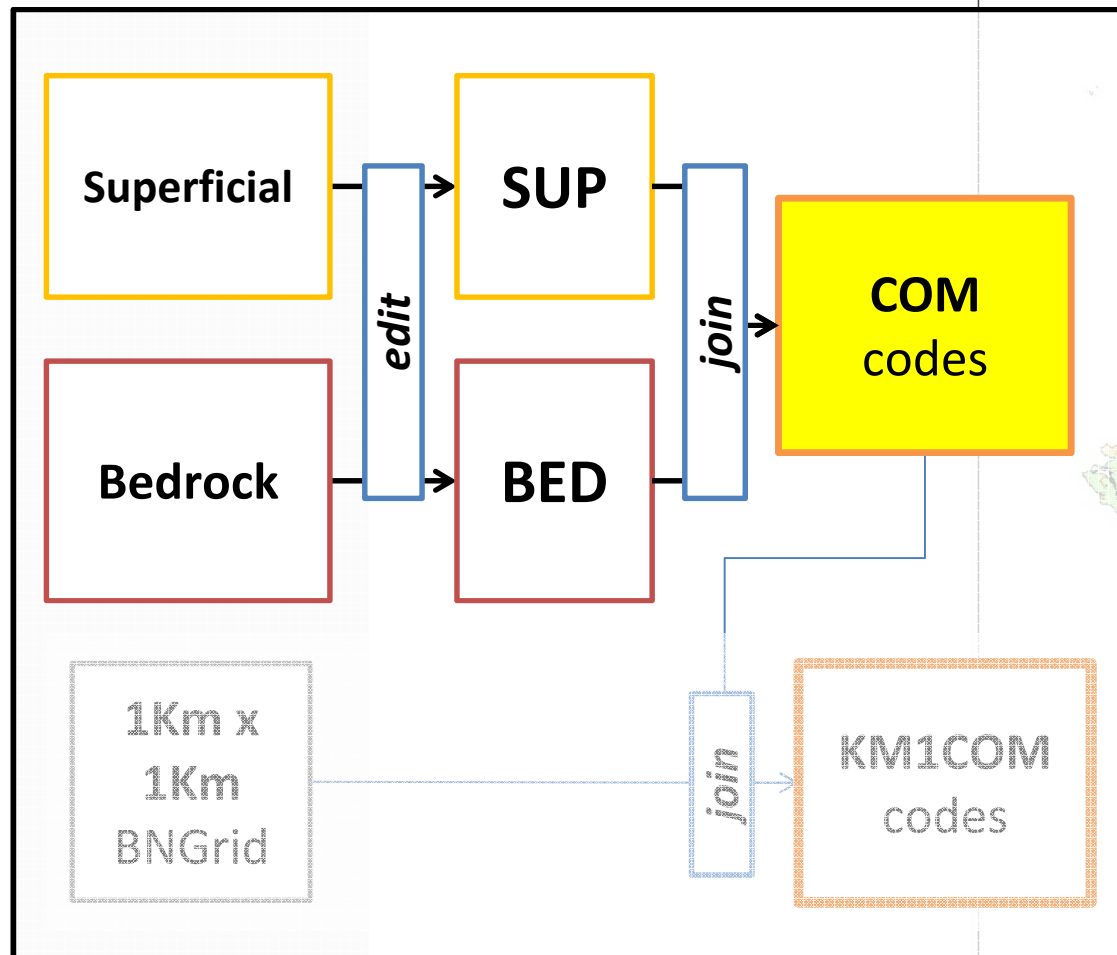 Superficial
edit
SUP
join
COM
codes
Bedrock
BED
1Km x
1Km
BNGrid
join
KM1COM
codes